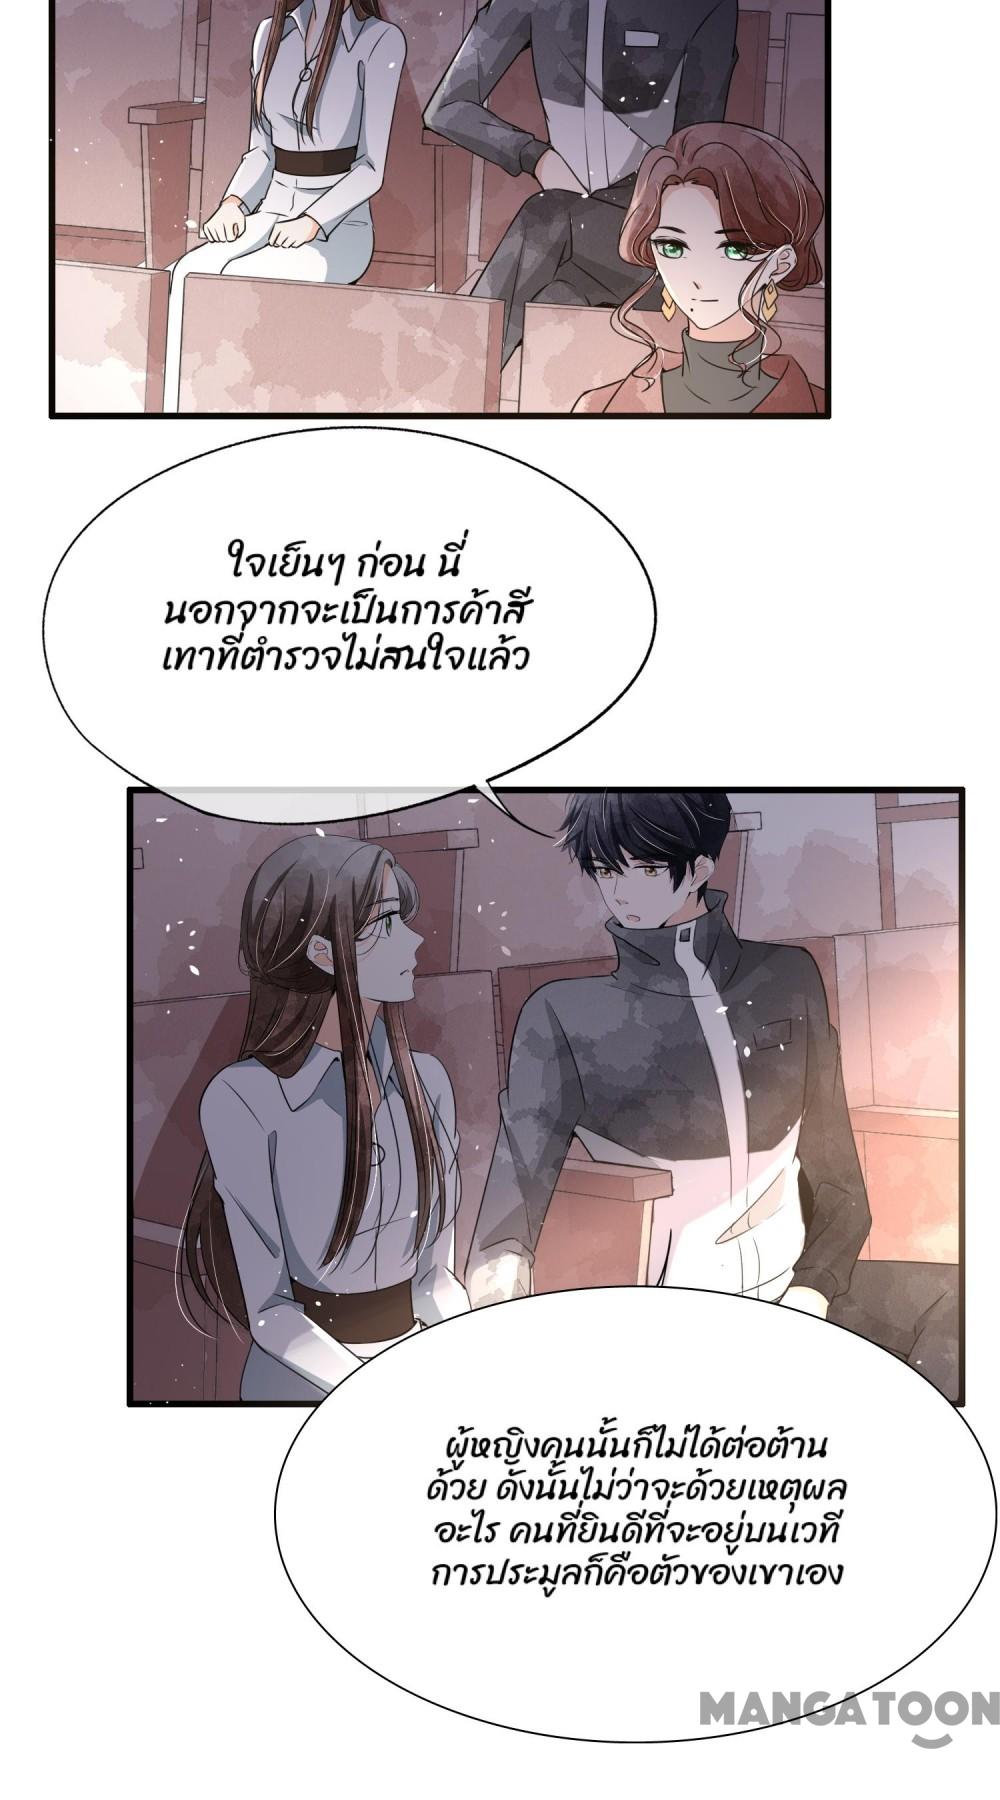 ใจเย็นๆ ก่อน นี่
นอกจากจะเป็นการค้าสี
เทาที่ตำรวจไม่สนใจแล้ว
ผู้หญิงคนนั้นก็ไม่ได้ต่อต้าน
ด้วย ดังนั้นไม่ว่าจะด้วยเหตุผล
อะไร คนที่ยินดีที่จะอยู่บนเวที
การประมูลก็คือตัวของเขาเอง
MANGATOON